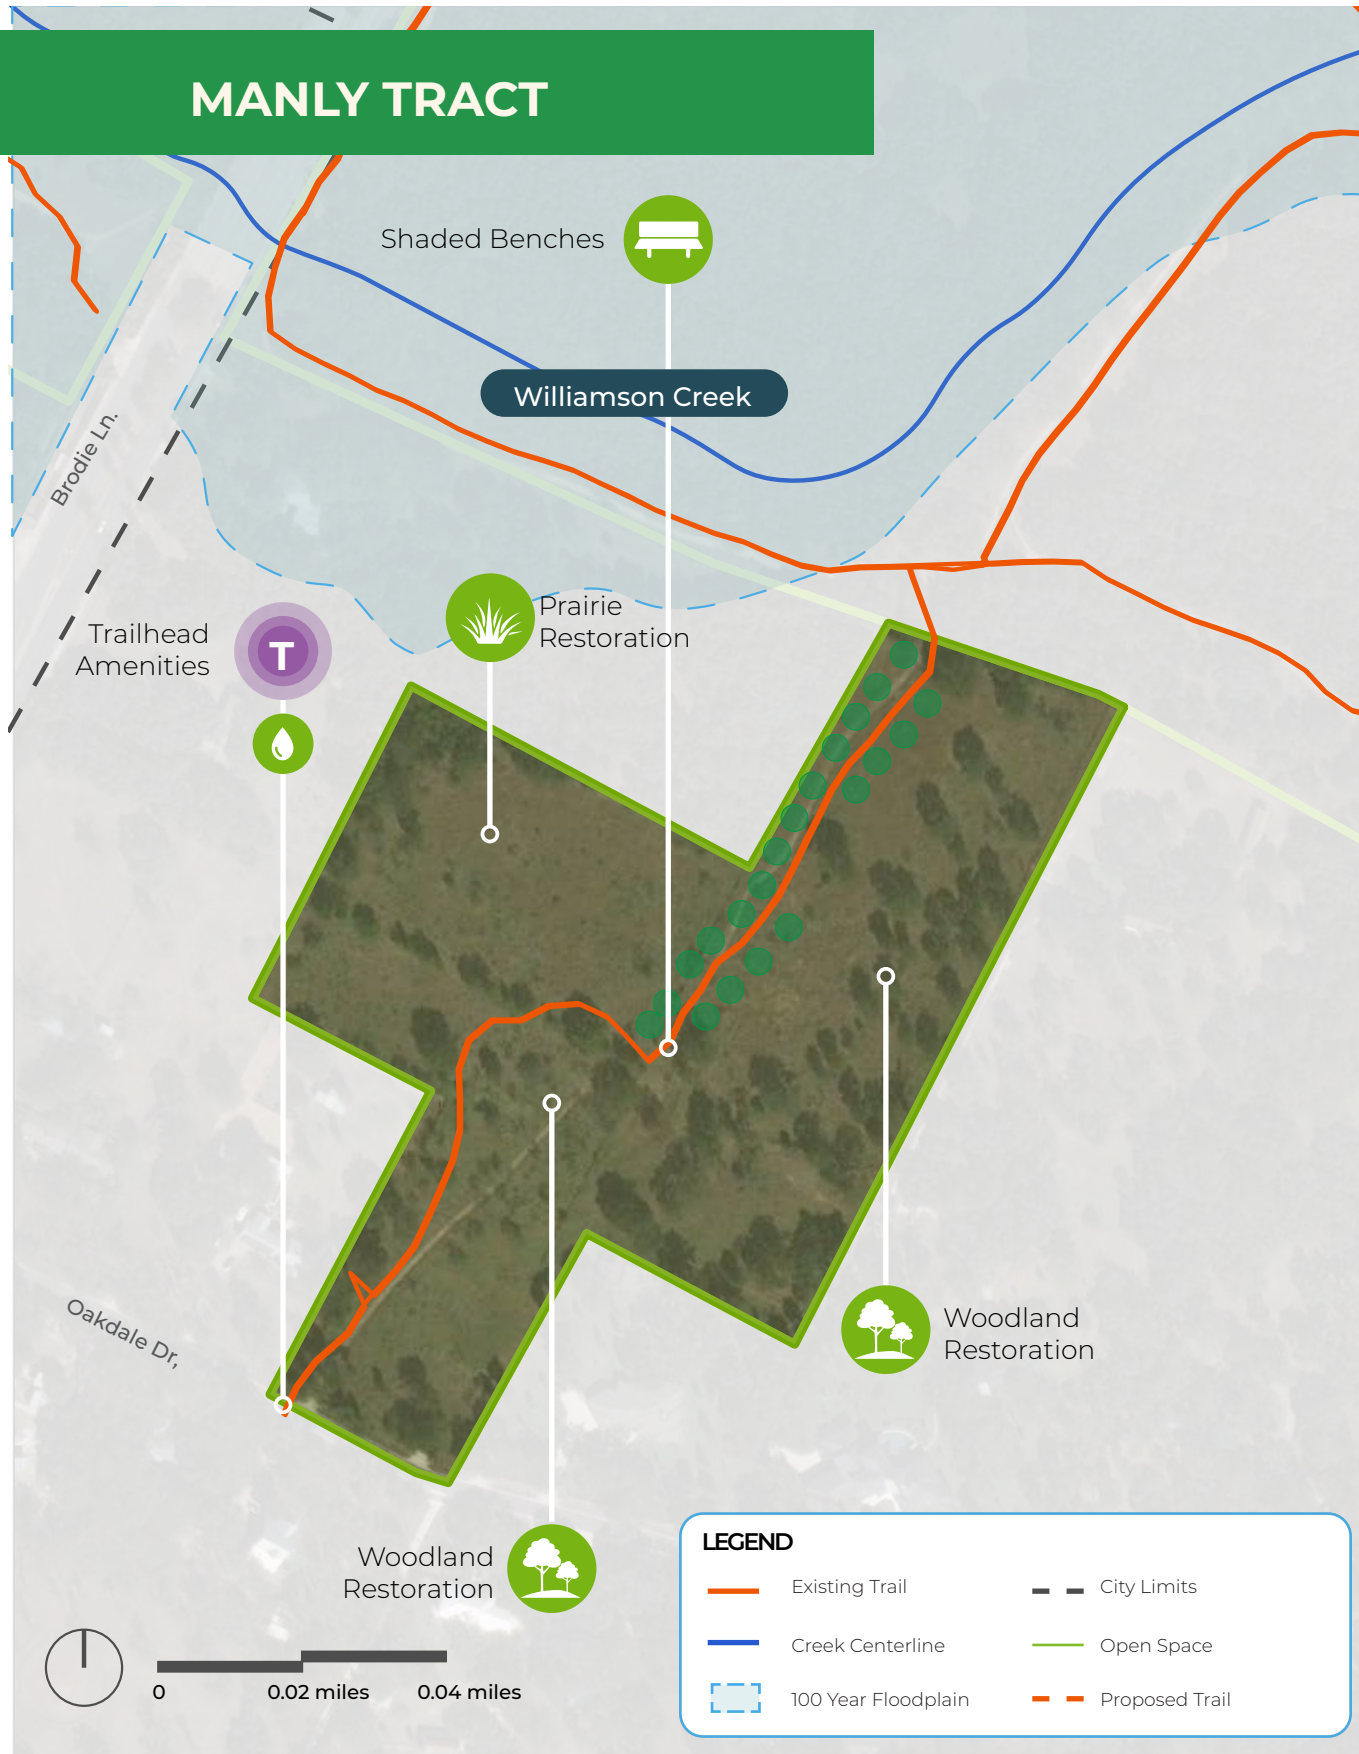 MANLY TRACT
Shaded Benches
Williamson Creek
Brodie Ln.
Prairie
Restoration
Trailhead
Amenities
T
Oakdale Dr,
Woodland
Restoration
Woodland
Restoration
0
0.02 miles
0.04 miles
LEGEND
Existing Trail
City Limits
Creek Centerline
Open Space
100 Year Floodplain
Proposed Trail